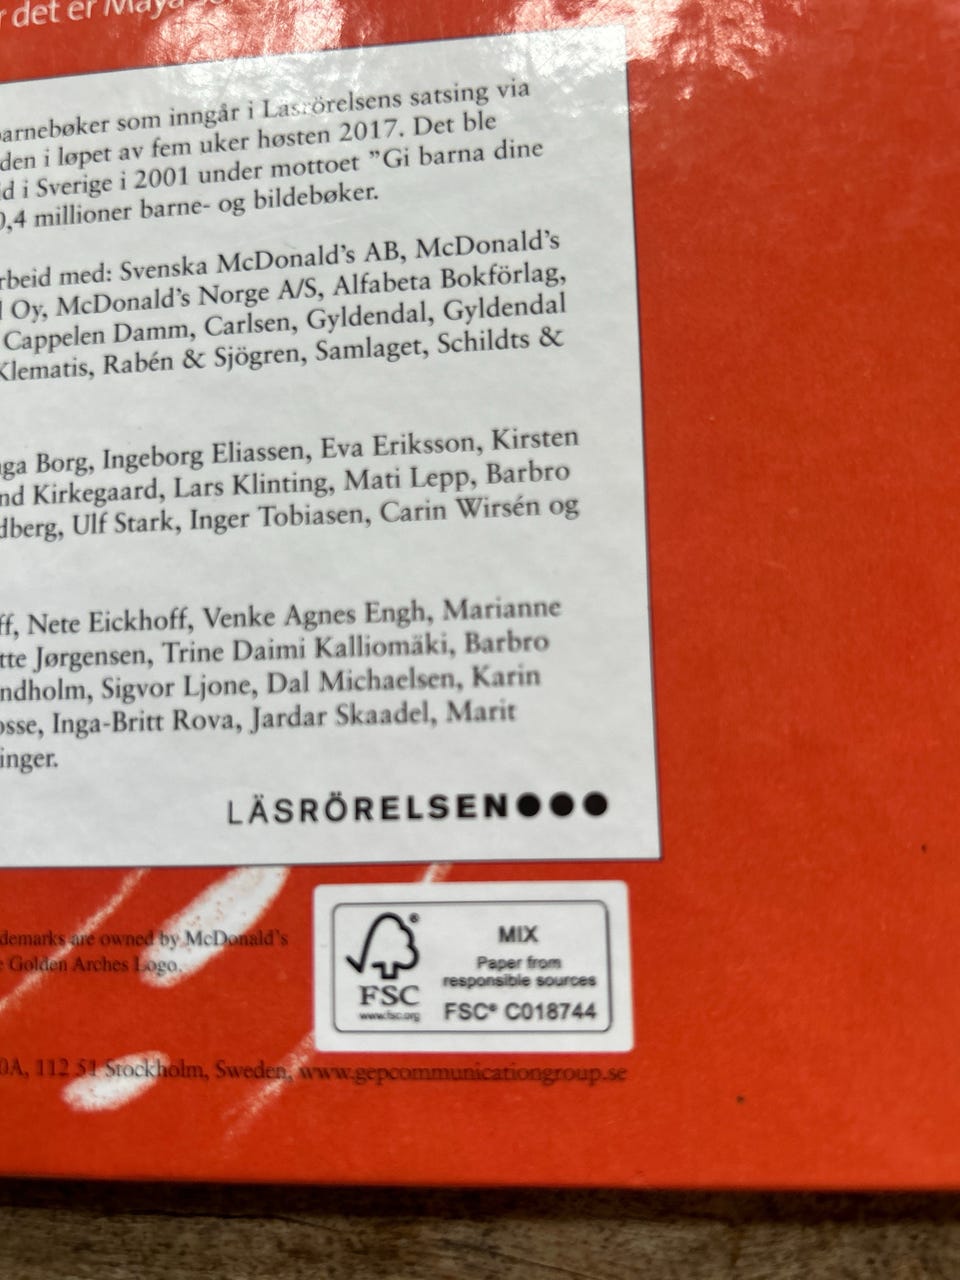 det er Maya
barnebøker som inngår i Läsrörelsens satsing via
den i løpet av fem uker høsten 2017. Det ble
d i Sverige i 2001 under mottoet ”Gi barna dine
0,4 millioner barne- og bildebøker.
rbeid med: Svenska McDonald’s AB, McDonald’s
Oy, McDonald’s Norge A/S, Alfabeta Bokförlag,
Cappelen Damm, Carlsen, Gyldendal, Gyldendal
Klematis, Rabén & Sjögren, Samlaget, Schildts &
ga Borg, Ingeborg Eliassen, Eva Eriksson, Kirsten
nd Kirkegaard, Lars Klinting, Mati Lepp, Barbro
dberg, Ulf Stark, Inger Tobiasen, Carin Wirsén og
ff, Nete Eickhoff, Venke Agnes Engh, Marianne
tte Jørgensen, Trine Daimi Kalliomäki, Barbro
ndholm, Sigvor Ljone, Dal Michaelsen, Karin
osse, Inga-Britt Rova, Jardar Skaadel, Marit
inger.
LÄSRÖRELSEN●●●
demarks are owned by McDonald’s
e Golden Arches Logo.
FSC®
www.fsc.org
MIX
Paper from
responsible sources
FSC® C018744
0A, 112 51 Stockholm, Sweden, www.gepcommunicationgroup.se